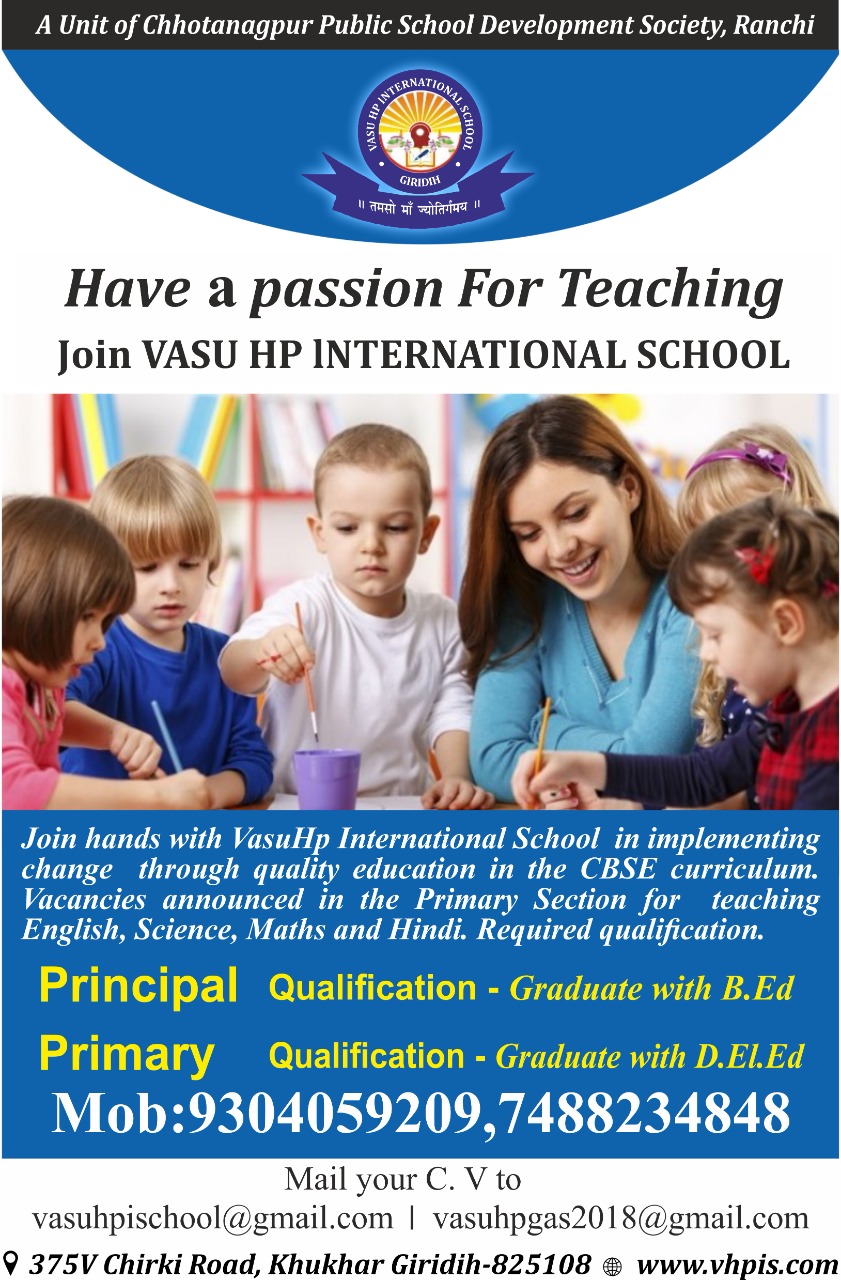 A Unit of Chhotanagpur Public School Development Society, Ranchi
VASU HP INTERNATIONAL SCHOOL
GIRIDIH
॥ तमसो माँ ज्योतिर्गमय ॥
Have a passion For Teaching
Join VASU HP lNTERNATIONAL SCHOOL
Join hands with VasuHp International School in implementing
change through quality education in the CBSE curriculum.
Vacancies announced in the Primary Section for teaching
English, Science, Maths and Hindi. Required qualification.
Principal Qualification - Graduate with B.Ed
Primary Qualification - Graduate with D.El.Ed
Mob:9304059209,7488234848
Mail your C. V to
vasuhpischool@gmail.com | vasuhpgas2018@gmail.com
375V Chirki Road, Khukhar Giridih-825108 www.vhpis.com